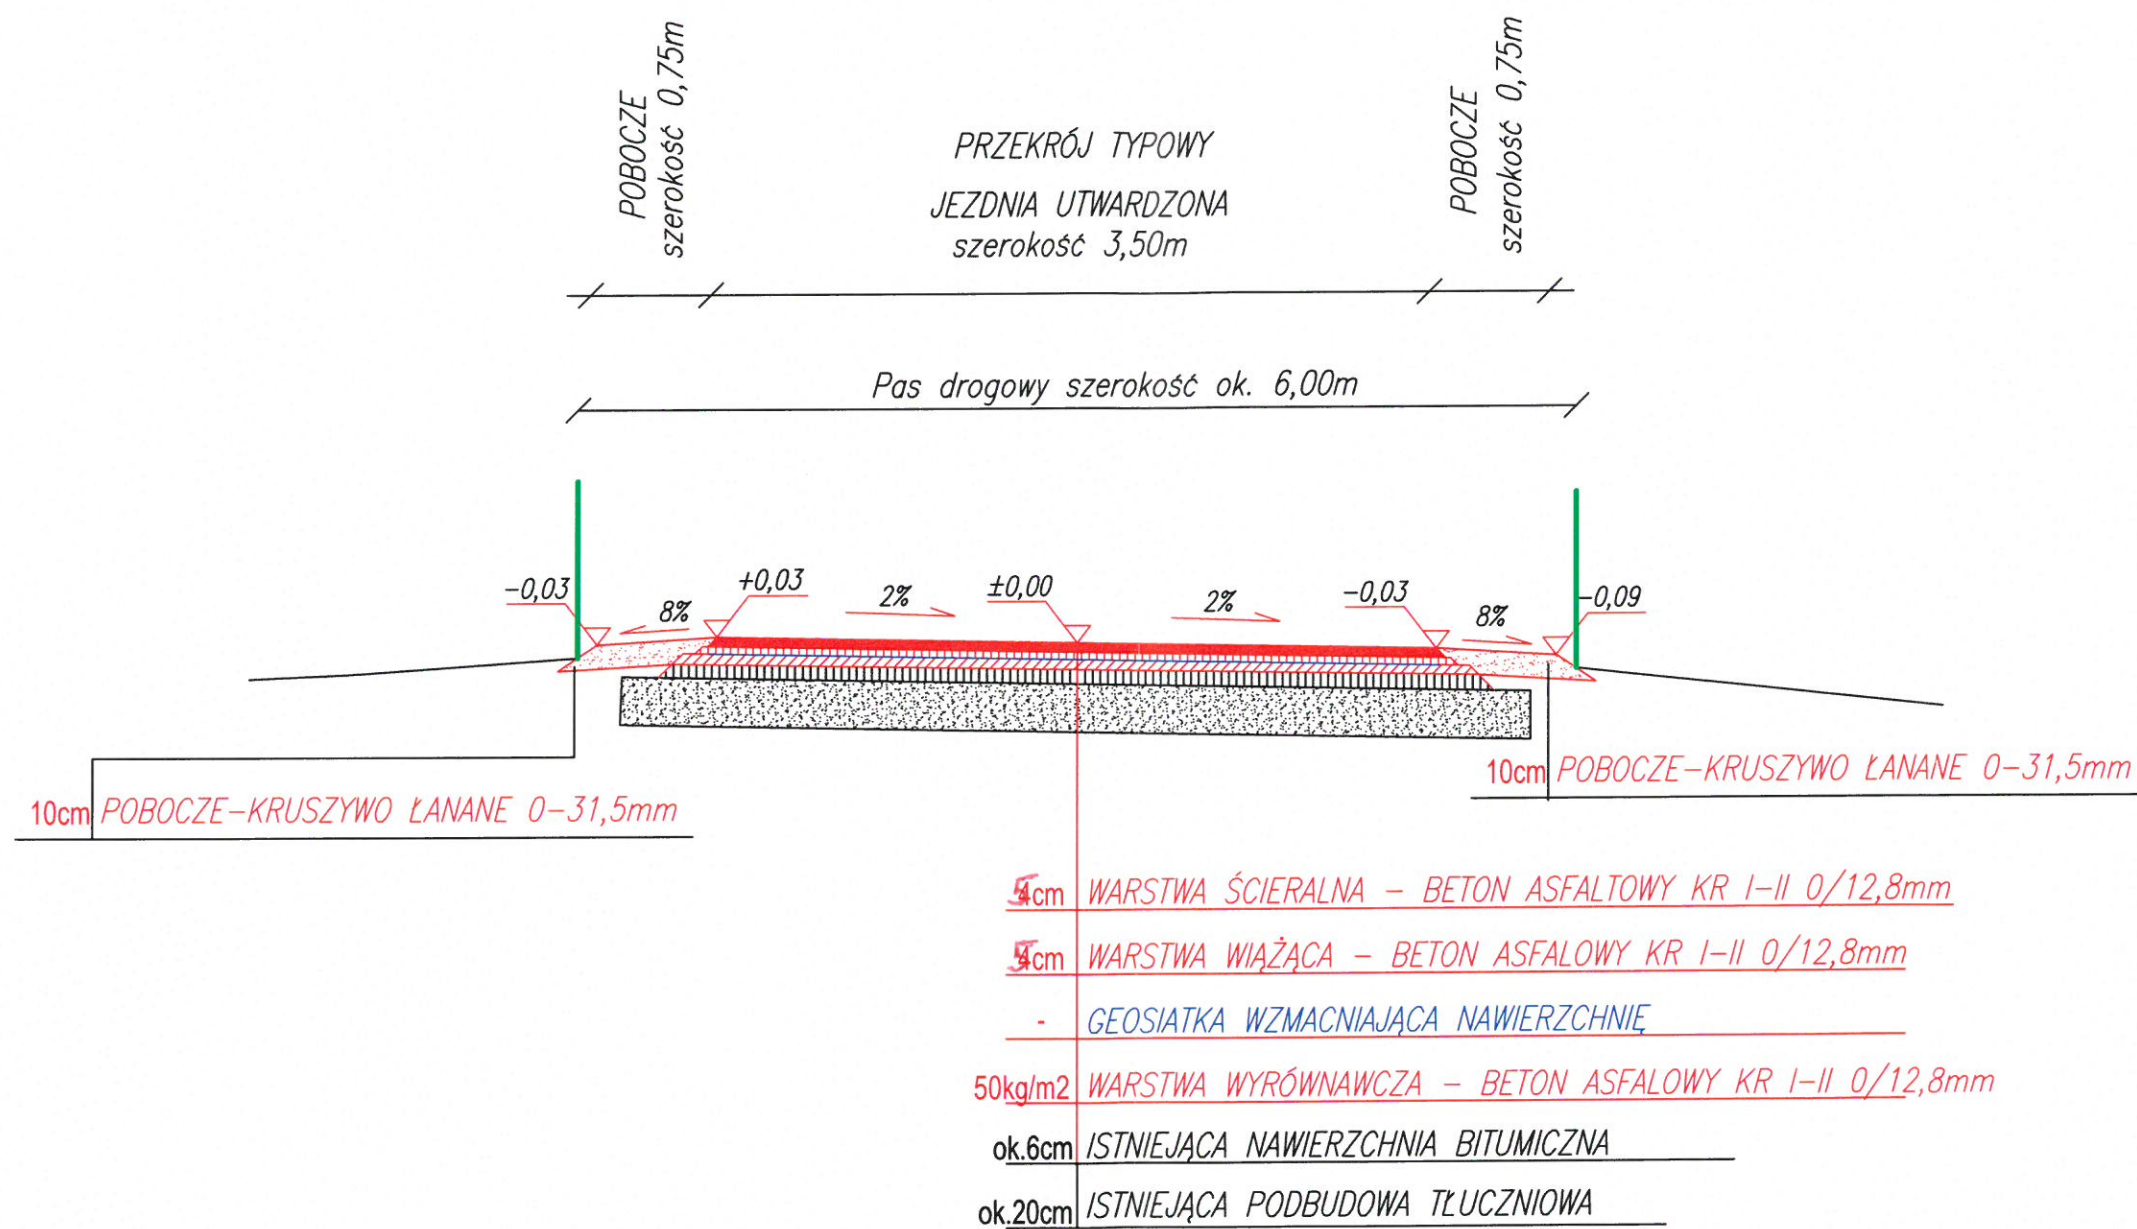 POBOCZE
szerokość 0,75m
PRZEKRÓJ TYPOWY
JEZDNIA UTWARDZONA
szerokość 3,50m
POBOCZE
szerokość 0,75m
Pas drogowy szerokość ok. 6,00m
-0,03
8%
+0,03
2%
±0,00
2%
-0,03
8%
-0,09
10cm POBOCZE-KRUSZYWO ŁANANE 0-31,5mm
10cm POBOCZE-KRUSZYWO ŁANANE 0-31,5mm
5cm WARSTWA ŚCIERALNA - BETON ASFALTOWY KR I-II 0/12,8mm
5cm WARSTWA WIĄŻĄCA - BETON ASFALOWY KR I-II 0/12,8mm
- GEOSIATKA WZMACNIAJĄCA NAWIERZCHNIĘ
50kg/m2 WARSTWA WYRÓWNAWCZA - BETON ASFALOWY KR I-II 0/12,8mm
ok.6cm ISTNIEJĄCA NAWIERZCHNIA BITUMICZNA
ok.20cm ISTNIEJĄCA PODBUDOWA TŁUCZNIOWA